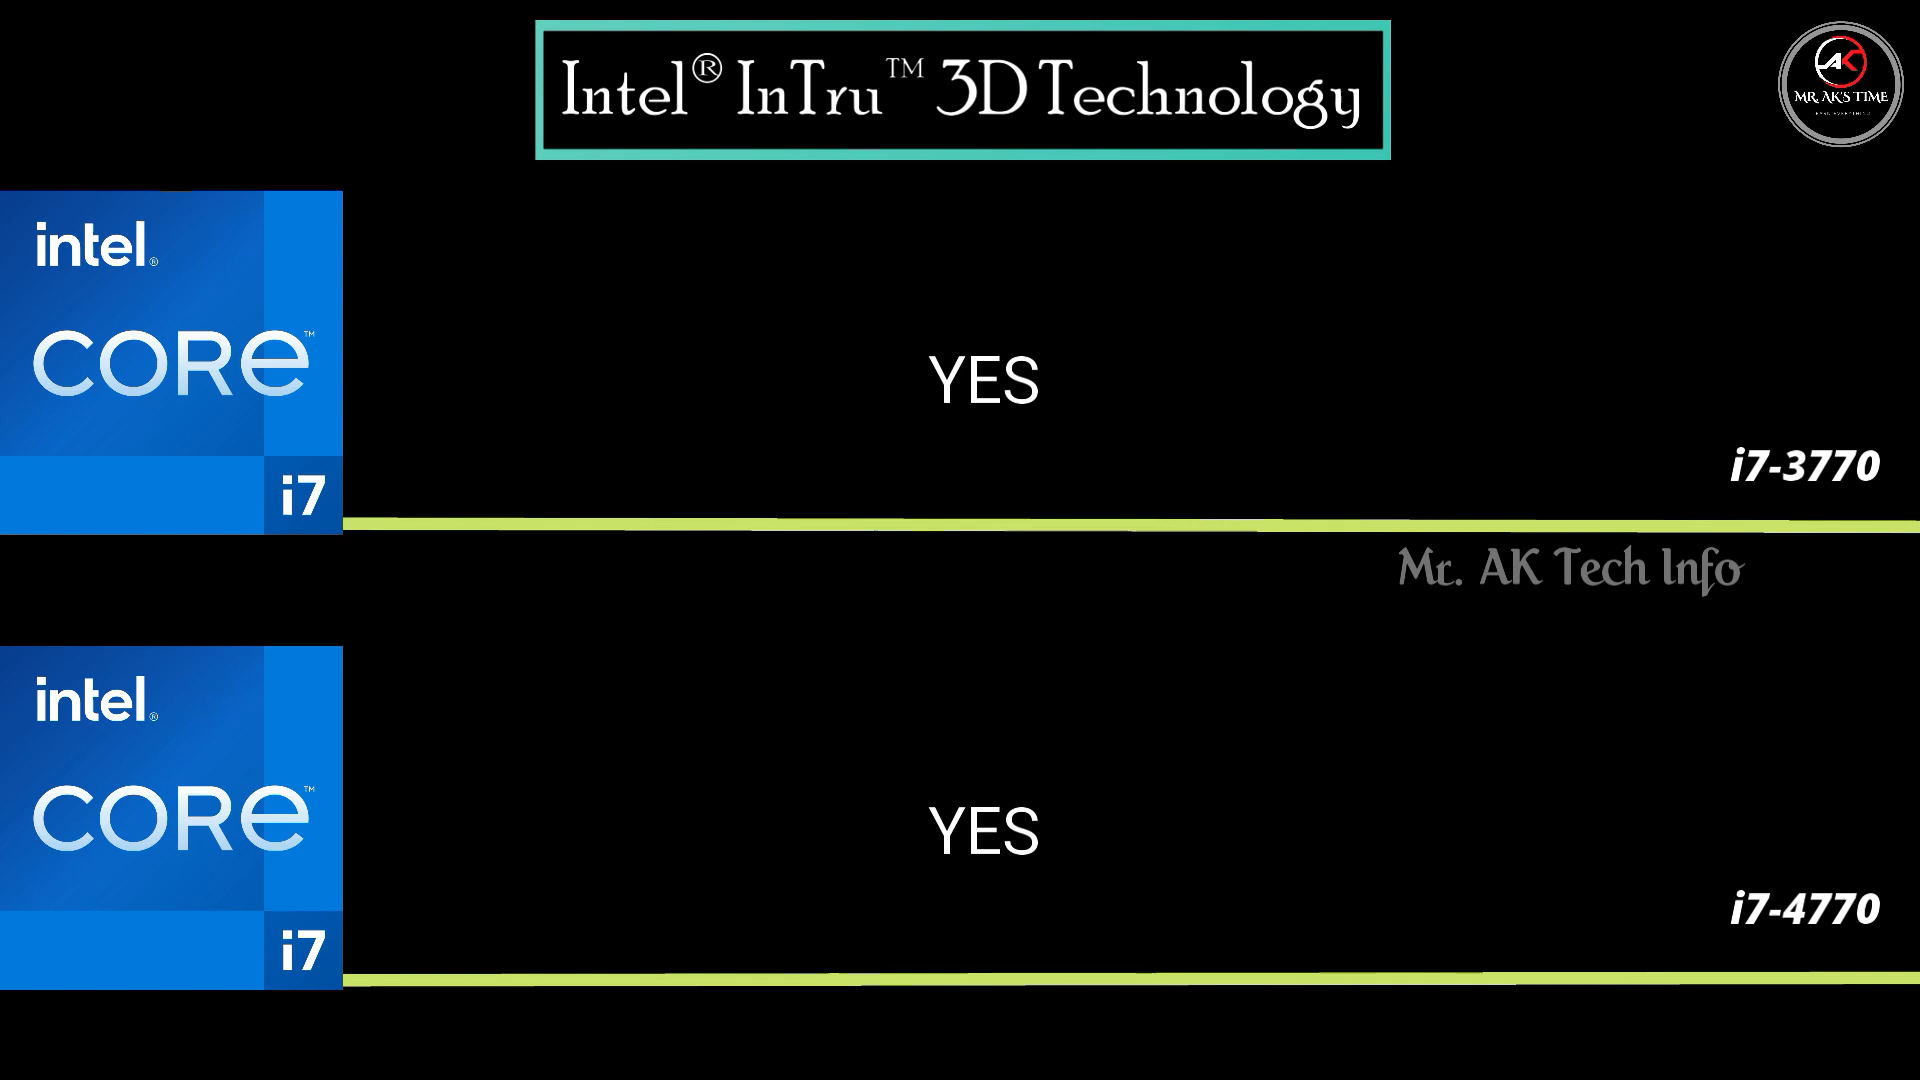 Intel® InTru™ 3D Technology
AK
MR. AK'S TIME
intel®
CORE™
i7
YES
i7-3770
Mr. AK Tech Info
intel®
CORE™
i7
YES
i7-4770